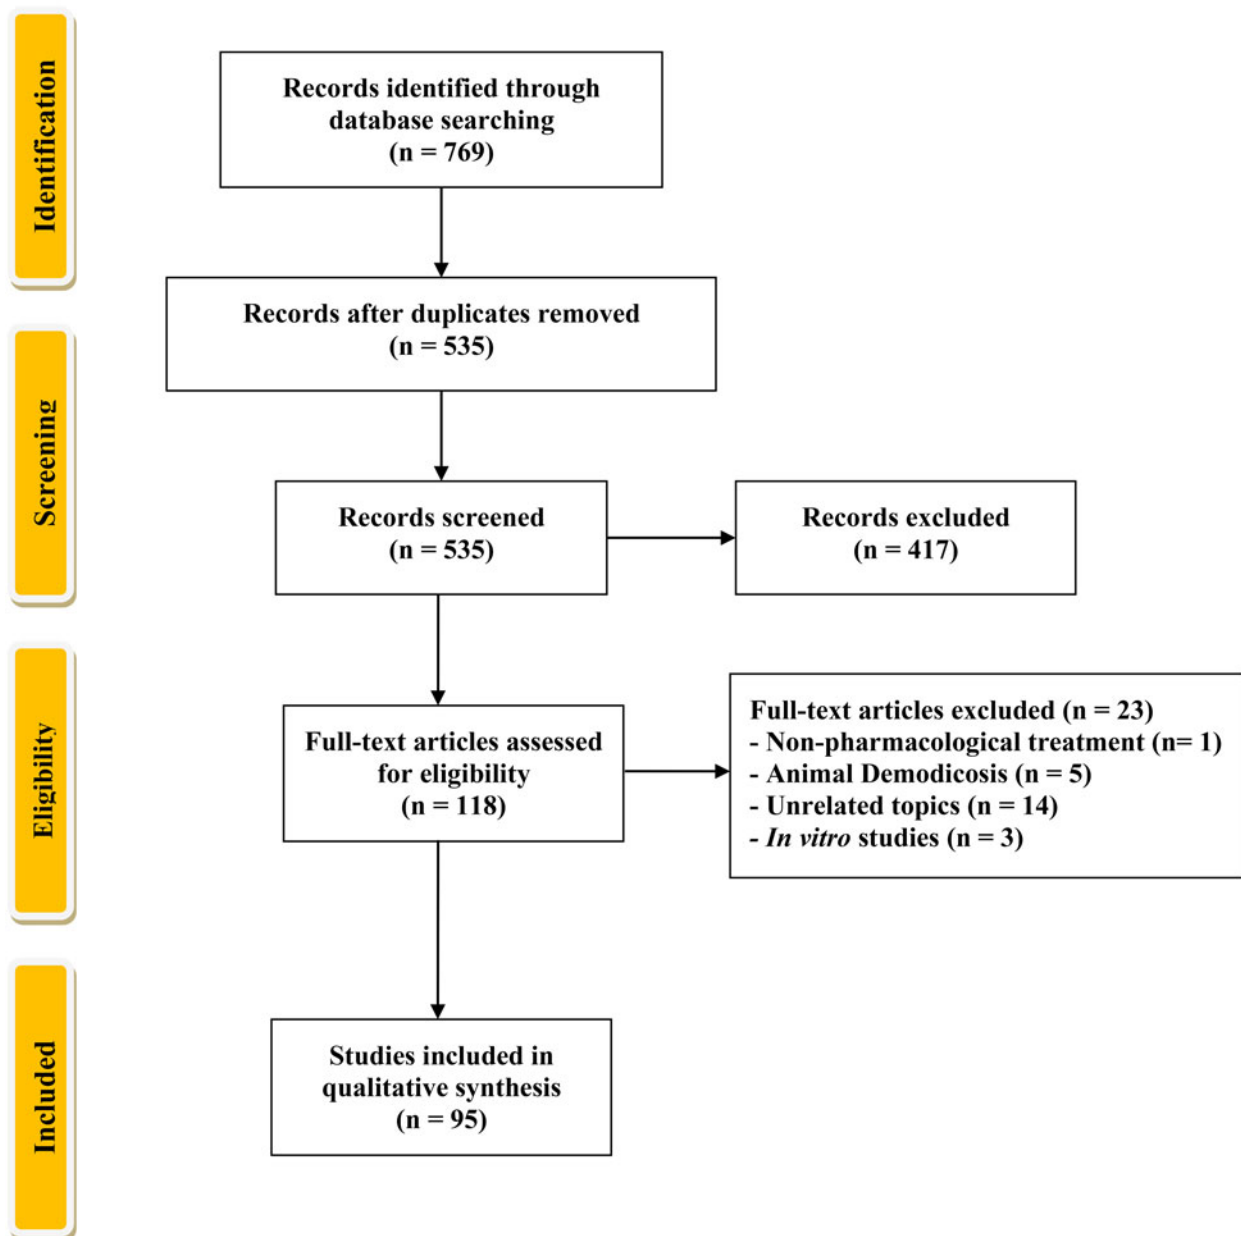 Identification
Records identified through
database searching
(n = 769)
Records after duplicates removed
(n = 535)
Screening
Records screened
(n = 535)
Records excluded
(n = 417)
Eligibility
Full-text articles assessed
for eligibility
(n = 118)
Full-text articles excluded (n = 23)
- Non-pharmacological treatment (n= 1)
- Animal Demodicosis (n = 5)
- Unrelated topics (n = 14)
- In vitro studies (n = 3)
Included
Studies included in
qualitative synthesis
(n = 95)